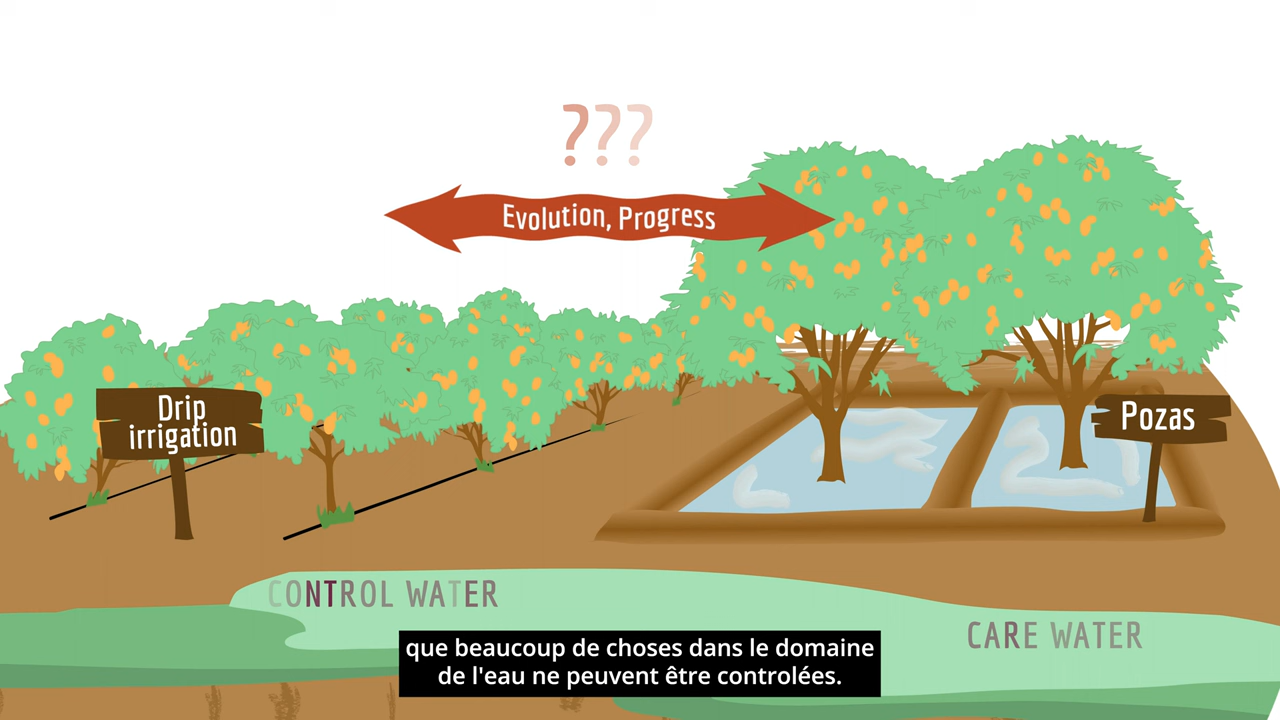 ???
Evolution, Progress
Drip
irrigation
Pozas
CONTROL WATER
CARE WATER
que beaucoup de choses dans le domaine
de l'eau ne peuvent être controlées.